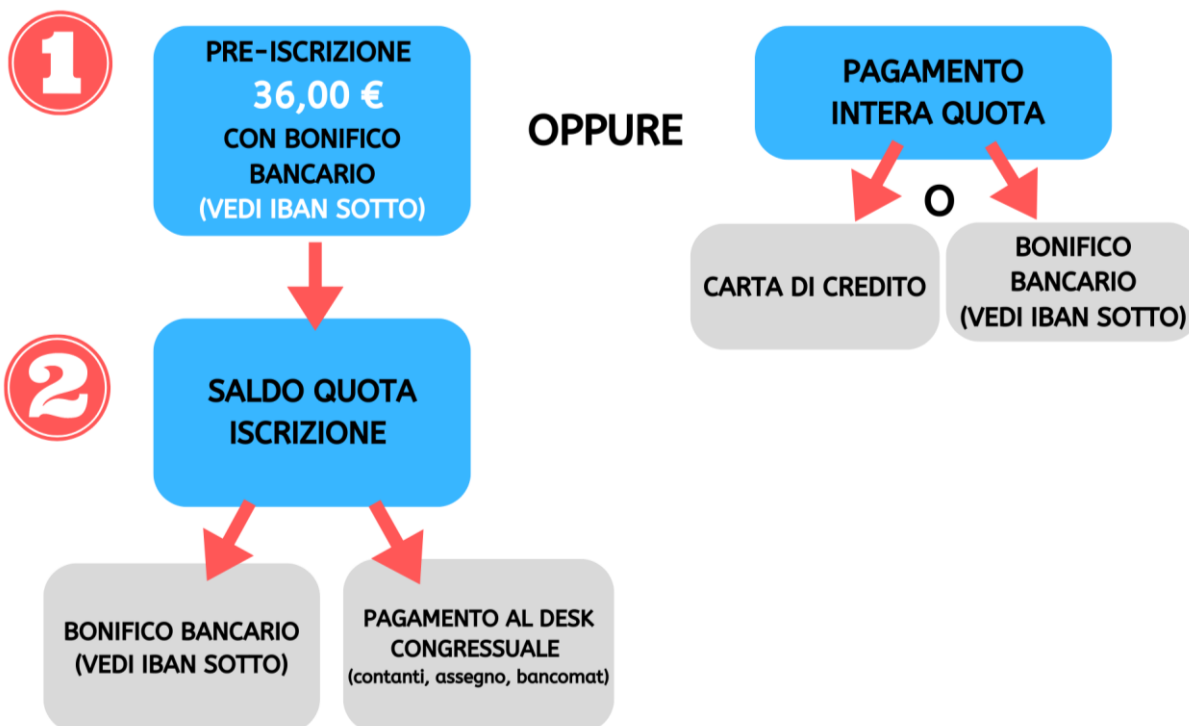 1
PRE-ISCRIZIONE
36,00 €
CON BONIFICO
BANCARIO
(VEDI IBAN SOTTO)
OPPURE
PAGAMENTO
INTERA QUOTA
O
CARTA DI CREDITO
BONIFICO
BANCARIO
(VEDI IBAN SOTTO)
2
SALDO QUOTA
ISCRIZIONE
BONIFICO BANCARIO
(VEDI IBAN SOTTO)
PAGAMENTO AL DESK
CONGRESSUALE
(contanti, assegno, bancomat)